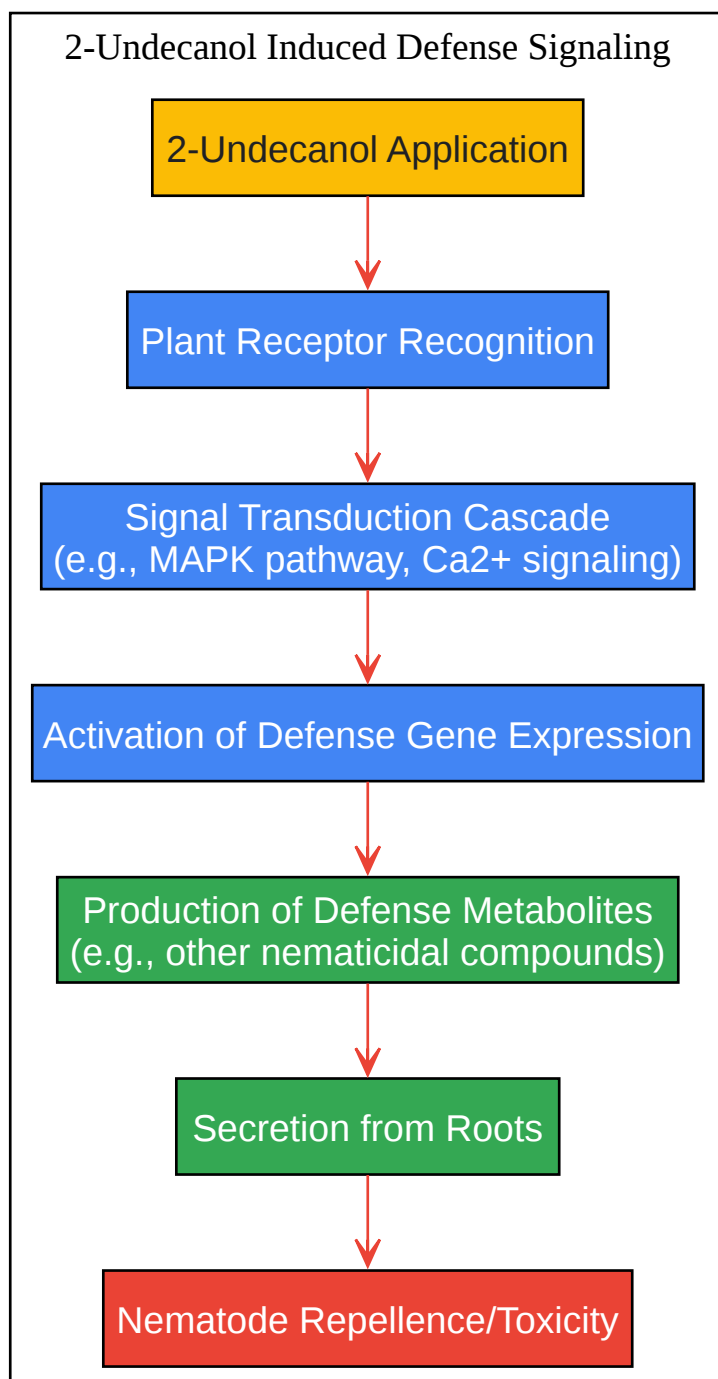 2-Undecanol Induced Defense Signaling
2-Undecanol Application
Plant Receptor Recognition
Signal Transduction Cascade
(e.g., MAPK pathway, Ca2+ signaling)
Activation of Defense Gene Expression
Production of Defense Metabolites
(e.g., other nematicidal compounds)
Secretion from Roots
Nematode Repellence/Toxicity